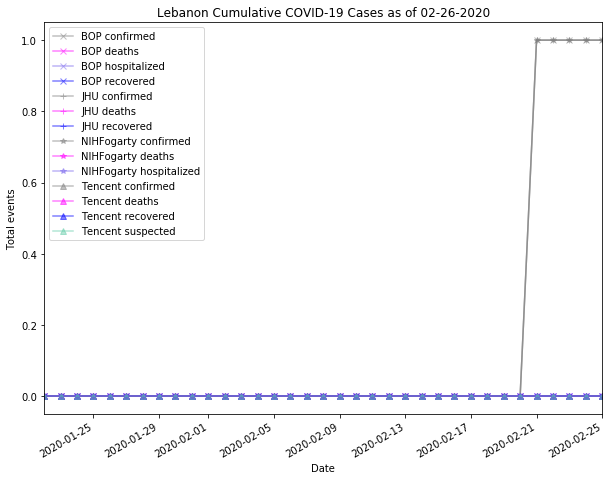 Lebanon Cumulative COVID-19 Cases as of 02-26-2020
BOP confirmed
BOP deaths
BOP hospitalized
BOP recovered
JHU confirmed
JHU deaths
JHU recovered
NIHFogarty confirmed
NIHFogarty deaths
NIHFogarty hospitalized
Tencent confirmed
Tencent deaths
Tencent recovered
Tencent suspected
Total events
1.0
0.8
0.6
0.4
0.2
0.0
2020-01-25
2020-01-29
2020-02-01
2020-02-05
2020-02-09
2020-02-13
2020-02-17
2020-02-21
2020-02-25
Date